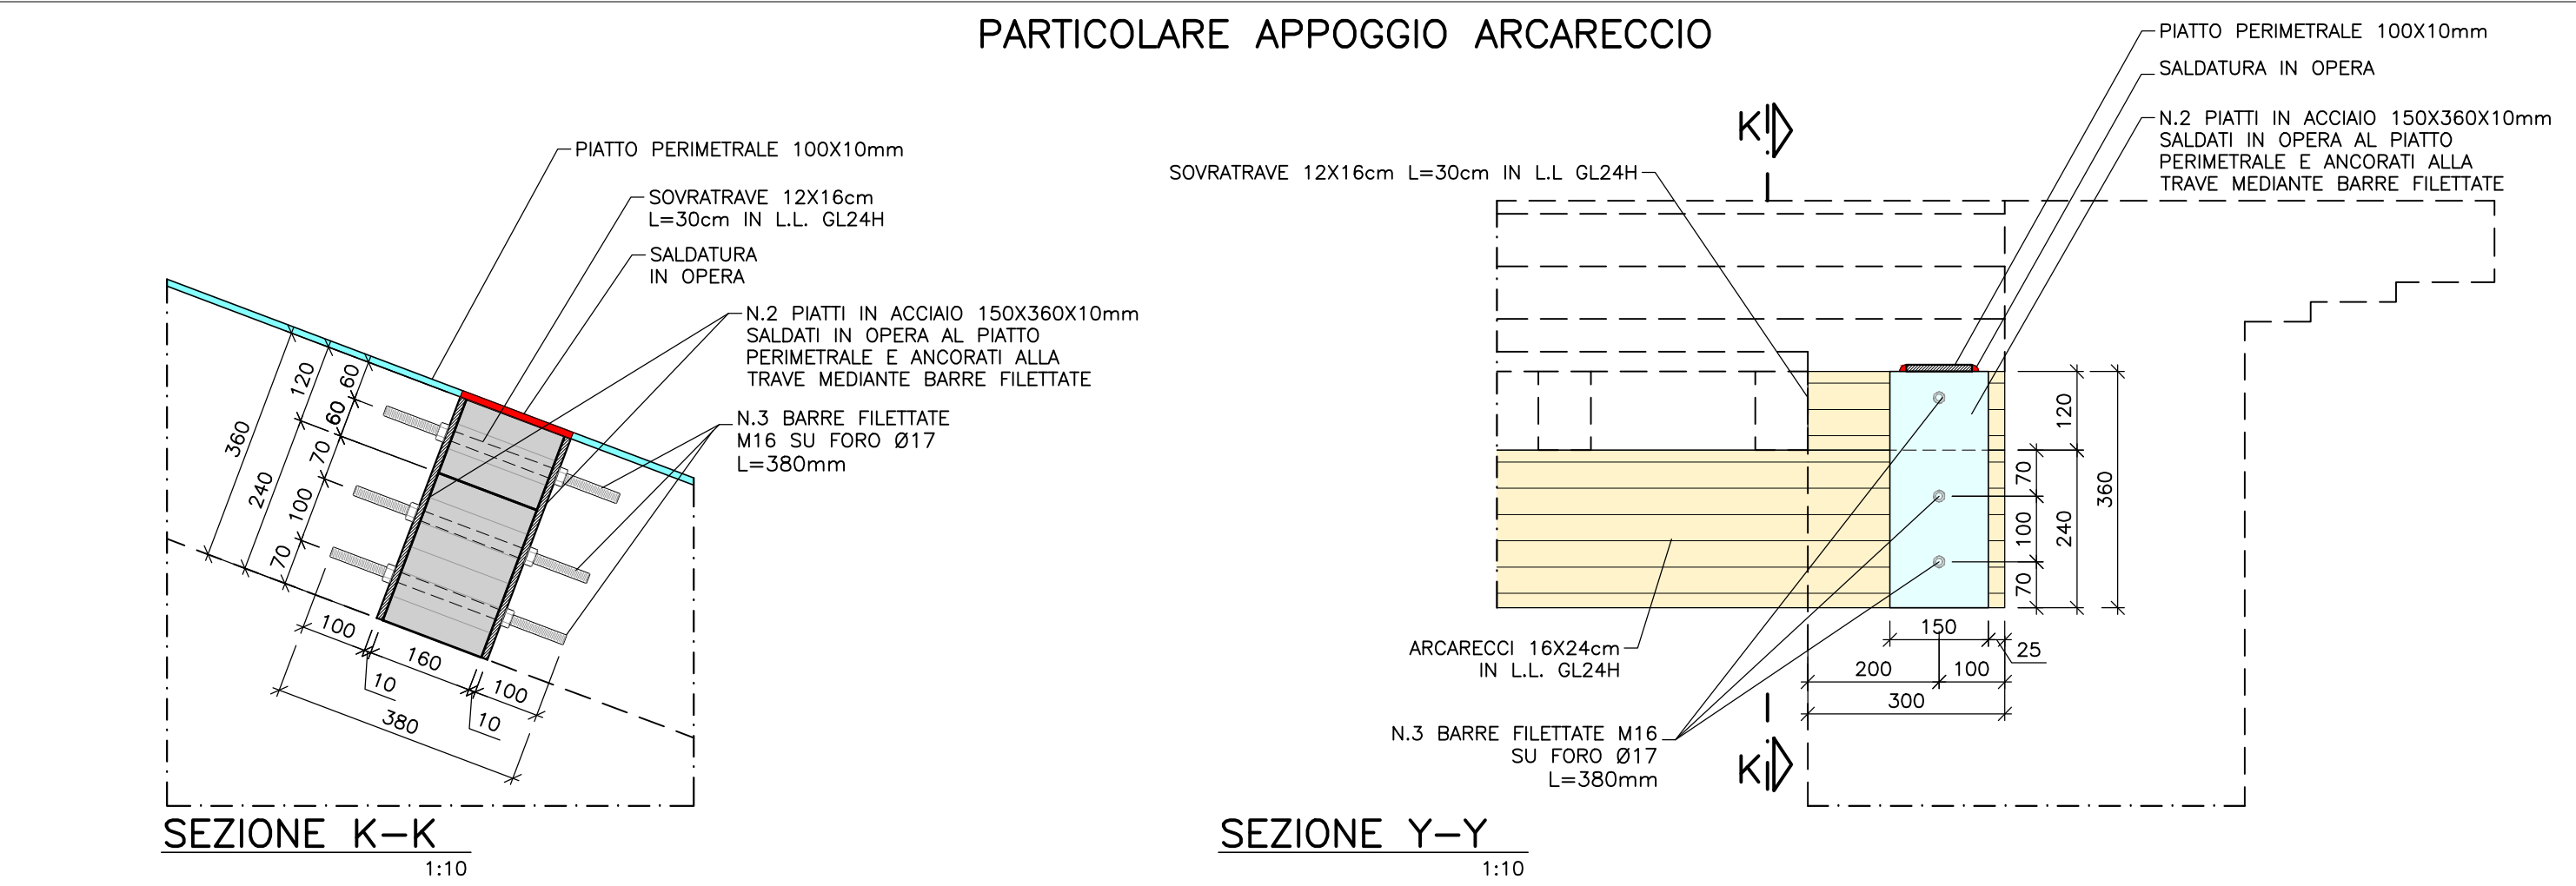 PARTICOLARE APPOGGIO ARCARECCIO
PIATTO PERIMETRALE 100X10mm
SOVRATRAVE 12X16cm
L=30cm IN L.L. GL24H
SALDATURA
IN OPERA
N.2 PIATTI IN ACCIAIO 150X360X10mm
SALDATI IN OPERA AL PIATTO
PERIMETRALE E ANCORATI ALLA
TRAVE MEDIANTE BARRE FILETTATE
N.3 BARRE FILETTATE
M16 SU FORO Ø17
L=380mm
360
120
240
60
60
70
100
70
100
10
160
10
100
380
SEZIONE K-K
1:10
PIATTO PERIMETRALE 100X10mm
SALDATURA IN OPERA
N.2 PIATTI IN ACCIAIO 150X360X10mm
SALDATI IN OPERA AL PIATTO
PERIMETRALE E ANCORATI ALLA
TRAVE MEDIANTE BARRE FILETTATE
K
SOVRATRAVE 12X16cm L=30cm IN L.L GL24H
120
70
100
70
240
360
150
25
200
100
300
ARCARECCI 16X24cm
IN L.L. GL24H
N.3 BARRE FILETTATE M16
SU FORO Ø17
L=380mm
K
SEZIONE Y-Y
1:10